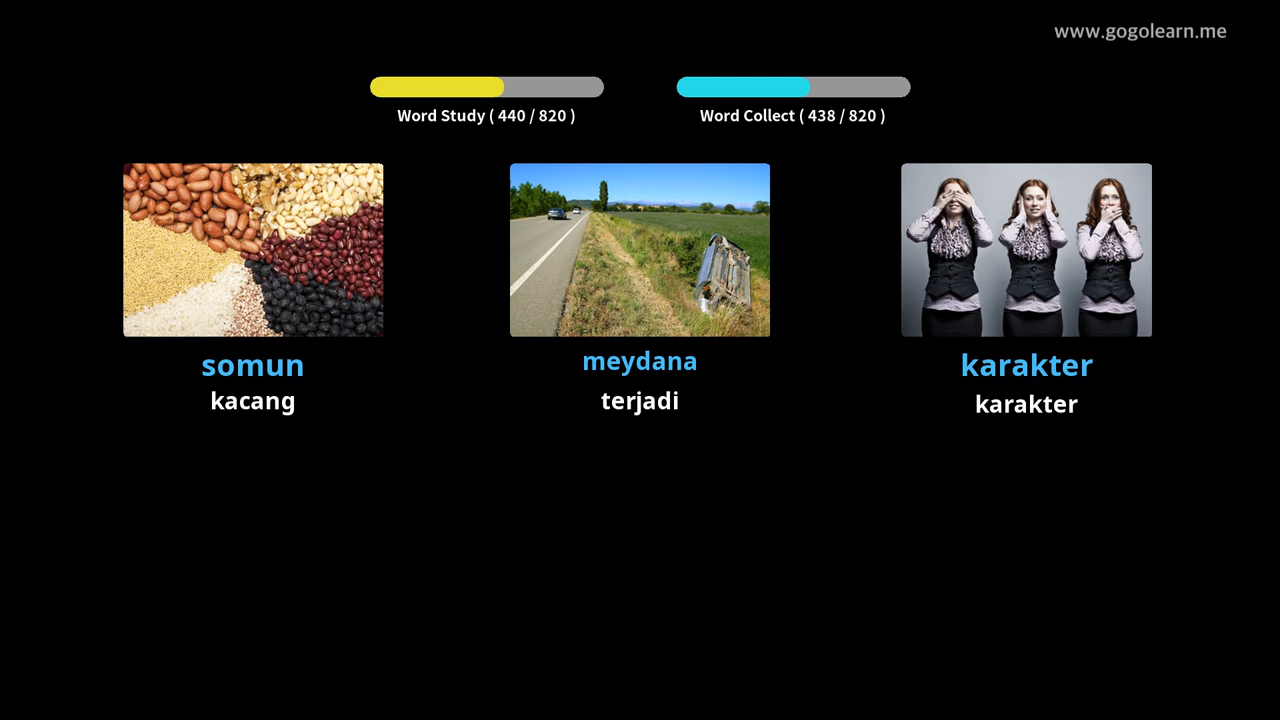 www.gogolearn.me
Word Study ( 440 / 820 )
Word Collect ( 438 / 820 )
somun
kacang
meydana
terjadi
karakter
karakter